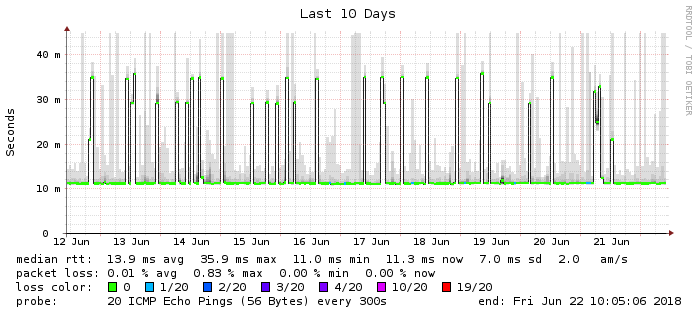 Last 10 Days
RRDTOOL / TOBI OETIKER
Seconds
40 m
30 m
20 m
10 m
0
12 Jun 13 Jun 14 Jun 15 Jun 16 Jun 17 Jun 18 Jun 19 Jun 20 Jun 21 Jun
median rtt: 13.9 ms avg 35.9 ms max 11.0 ms min 11.3 ms now 7.0 ms sd 2.0 am/s
packet loss: 0.01 % avg 0.83 % max 0.00 % min 0.00 % now
loss color: 0 1/20 2/20 3/20 4/20 10/20 19/20
probe: 20 ICMP Echo Pings (56 Bytes) every 300s end: Fri Jun 22 10:05:06 2018